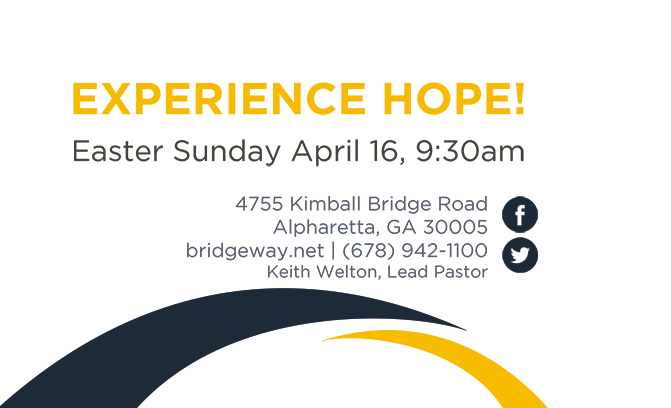 EXPERIENCE HOPE!
Easter Sunday April 16, 9:30am
4755 Kimball Bridge Road
Alpharetta, GA 30005
bridgeway.net | (678) 942-1100
Keith Welton, Lead Pastor